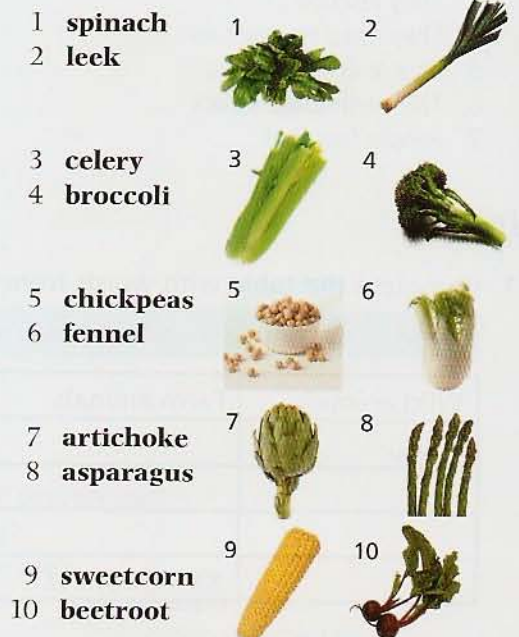 1 spinach
2 leek
1
2
3 celery
4 broccoli
3
4
5 chickpeas
6 fennel
5
6
7 artichoke
8 asparagus
7
8
9 sweetcorn
10 beetroot
9
10